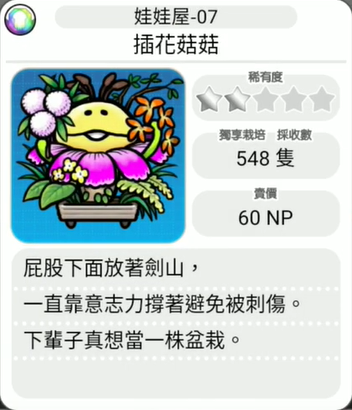 娃娃屋-07
插花菇菇
稀有度
獨享栽培 採收數
548 隻
賣價
60 NP
屁股下面放著劍山，
一直靠意志力撐著避免被刺傷。
下輩子真想當一株盆栽。